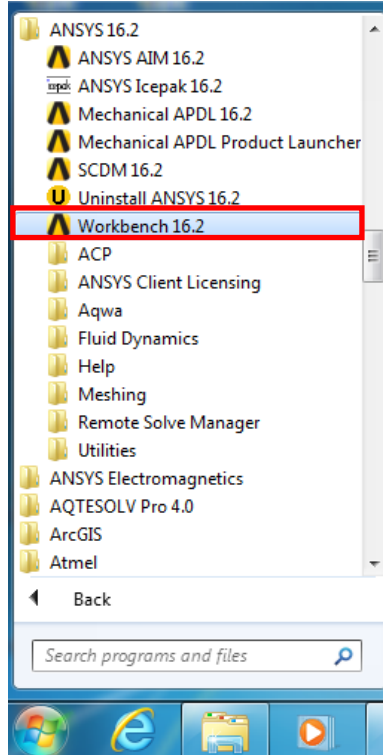 ANSYS 16.2
ANSYS AIM 16.2
ANSYS Icepak 16.2
Mechanical APDL 16.2
Mechanical APDL Product Launcher
SCDM 16.2
Uninstall ANSYS 16.2
Workbench 16.2
ACP
ANSYS Client Licensing
Aqwa
Fluid Dynamics
Help
Meshing
Remote Solve Manager
Utilities
ANSYS Electromagnetics
AQTESOLV Pro 4.0
ArcGIS
Atmel
Back
Search programs and files